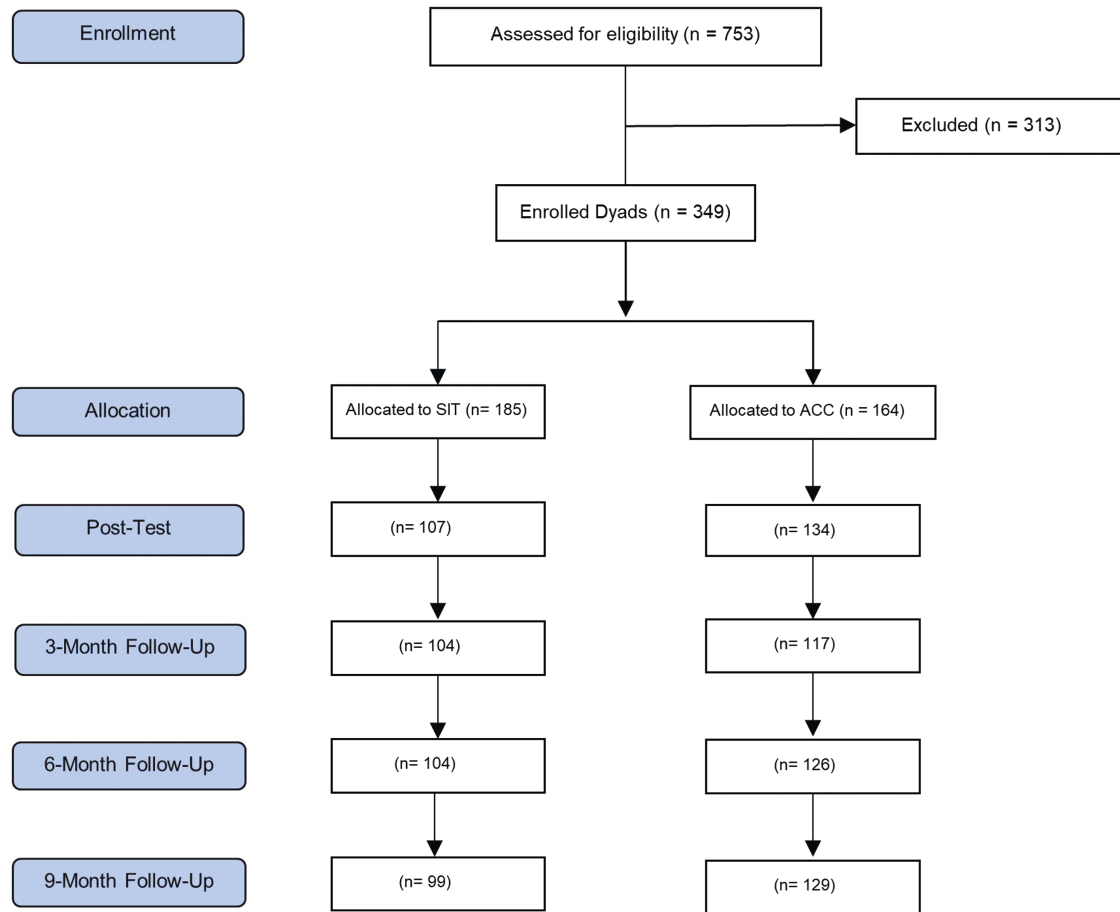 Enrollment
Assessed for eligibility (n = 753)
Excluded (n = 313)
Enrolled Dyads (n = 349)
Allocation
Allocated to SIT (n= 185)
Allocated to ACC (n = 164)
Post-Test
(n= 107)
(n= 134)
3-Month Follow-Up
(n= 104)
(n= 117)
6-Month Follow-Up
(n= 104)
(n= 126)
9-Month Follow-Up
(n= 99)
(n= 129)